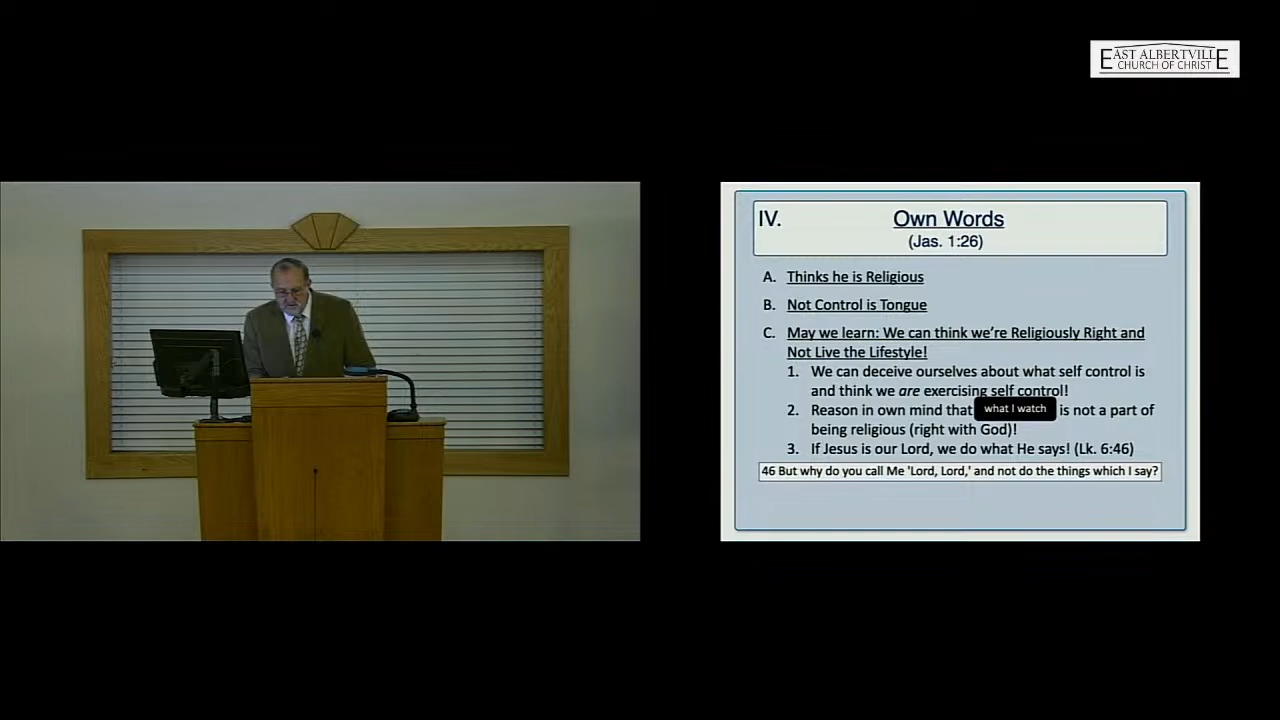 EAST ALBERTVILLE
CHURCH OF CHRIST
IV. Own Words
(Jas. 1:26)
A. Thinks he is Religious
B. Not Control is Tongue
C. May we learn: We can think we’re Religiously Right and
Not Live the Lifestyle!
1. We can deceive ourselves about what self control is
and think we are exercising self control!
2. Reason in own mind that what I watch is not a part of
being religious (right with God)!
3. If Jesus is our Lord, we do what He says! (Lk. 6:46)
46 But why do you call Me 'Lord, Lord,' and not do the things which I say?